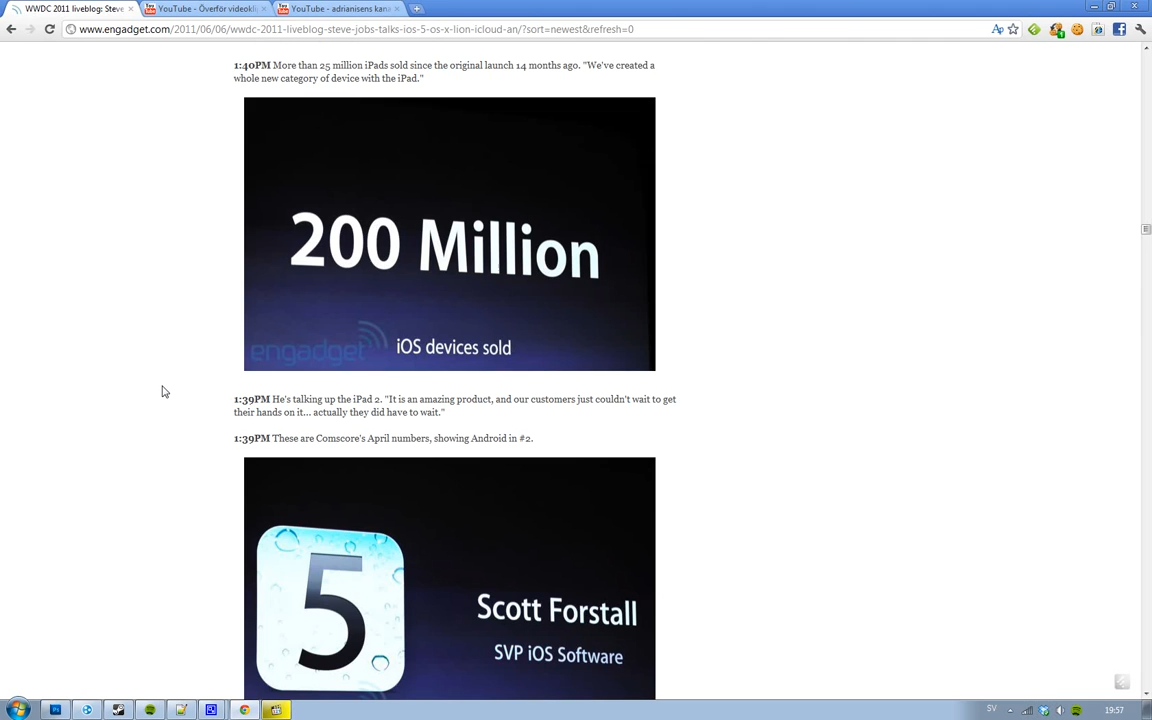 WWDC 2011 liveblog: Steve
YouTube - Överför videokli
YouTube - adrianisens kana
www.engadget.com/2011/06/06/wwdc-2011-liveblog-steve-jobs-talks-ios-5-os-x-lion-icloud-an/?sort=newest&refresh=0
1:40PM More than 25 million iPads sold since the original launch 14 months ago. "We've created a
whole new category of device with the iPad."
200 Million
engadget
iOS devices sold
1:39PM He's talking up the iPad 2. "It is an amazing product, and our customers just couldn't wait to get
their hands on it... actually they did have to wait."
1:39PM These are Comscore's April numbers, showing Android in #2.
5
Scott Forstall
SVP iOS Software
SV
19:57